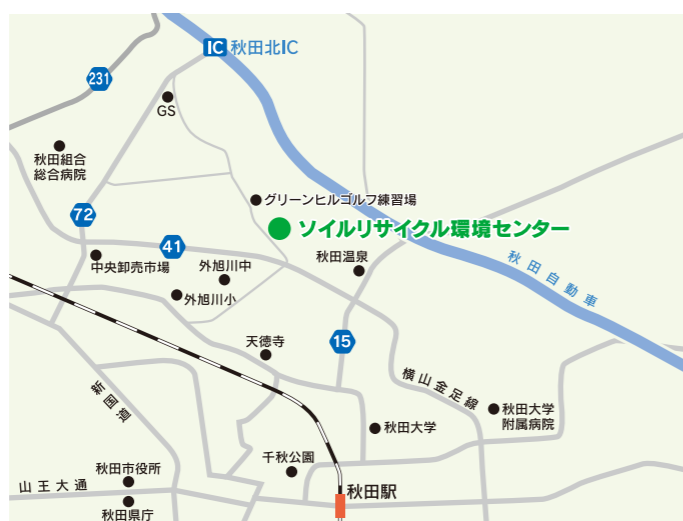 IC 秋田北IC
231
GS
秋田組合
総合病院
グリーンヒルゴルフ練習場
72
ソイルリサイクル環境センター
41
中央卸売市場
外旭川中
秋田温泉
秋田自動車
外旭川小
15
天徳寺
横山金足線
新国道
秋田大学
附属病院
秋田大学
千秋公園
秋田市役所
山王大通
秋田駅
秋田県庁